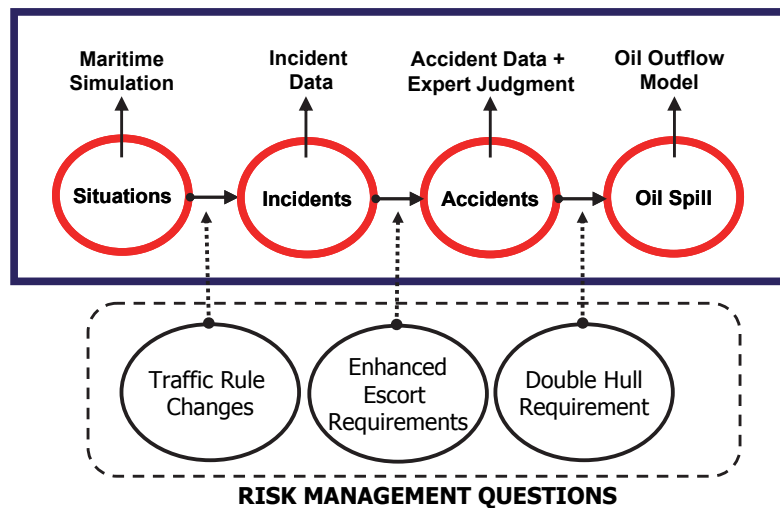 Maritime
Simulation
Incident
Data
Accident Data +
Expert Judgment
Oil Outflow
Model
Situations
Incidents
Accidents
Oil Spill
Traffic Rule
Changes
Enhanced
Escort
Requirements
Double Hull
Requirement
RISK MANAGEMENT QUESTIONS